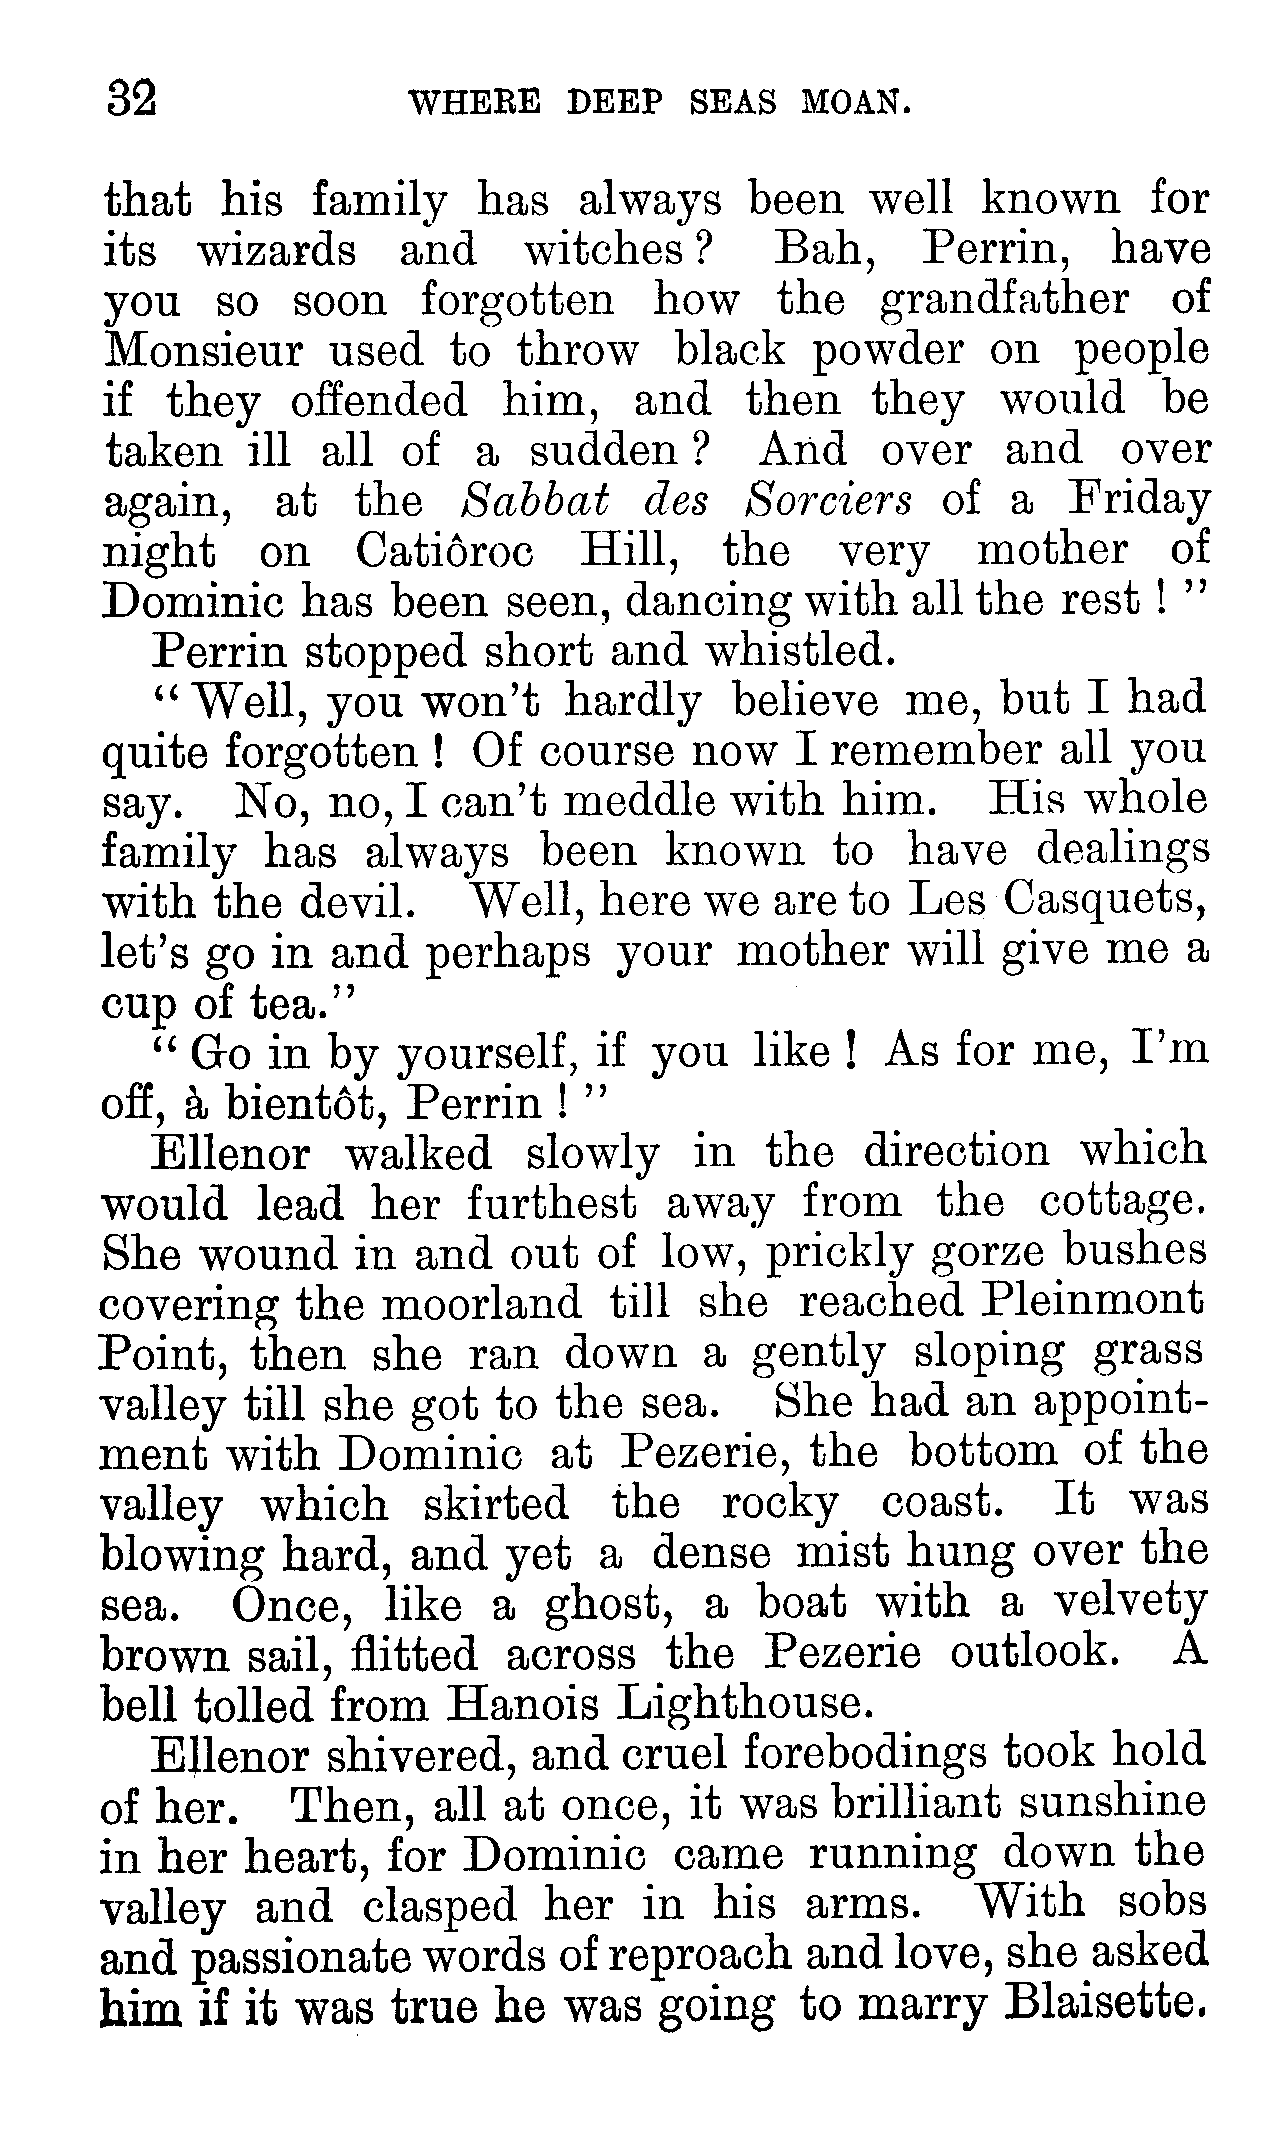 32 WHERE DEEP SEAS MOAN.
that his family has always been well known for
its wizards and witches ? Bah, Perrin, have
you so soon forgotten how the grandfather of
Monsieur used to throw black powder on people
if they offended him, and then they would be
taken ill all of a sudden ? And over and over
again, at the Sabbat des Sorciers of a Friday
night on Catiôroc Hill, the very mother of
Dominic has been seen, dancing with all the rest ! ”
Perrin stopped short and whistled.
“ Well, you won’t hardly believe me, but I had
quite forgotten ! Of course now I remember all you
say. No, no, I can’t meddle with him. His whole
family has always been known to have dealings
with the devil. Well, here we are to Les Casquets,
let’s go in and perhaps your mother will give me a
cup of tea.”
“ Go in by yourself, if you like ! As for me, I’m
off, à bientôt, Perrin ! ”
Ellenor walked slowly in the direction which
would lead her furthest away from the cottage.
She wound in and out of low, prickly gorze bushes
covering the moorland till she reached Pleinmont
Point, then she ran down a gently sloping grass
valley till she got to the sea. She had an appoint-
ment with Dominic at Pezerie, the bottom of the
valley which skirted the rocky coast. It was
blowing hard, and yet a dense mist hung over the
sea. Once, like a ghost, a boat with a velvety
brown sail, flitted across the Pezerie outlook. A
bell tolled from Hanois Lighthouse.
Ellenor shivered, and cruel forebodings took hold
of her. Then, all at once, it was brilliant sunshine
in her heart, for Dominic came running down the
valley and clasped her in his arms. With sobs
and passionate words of reproach and love, she asked
him if it was true he was going to marry Blaisette.